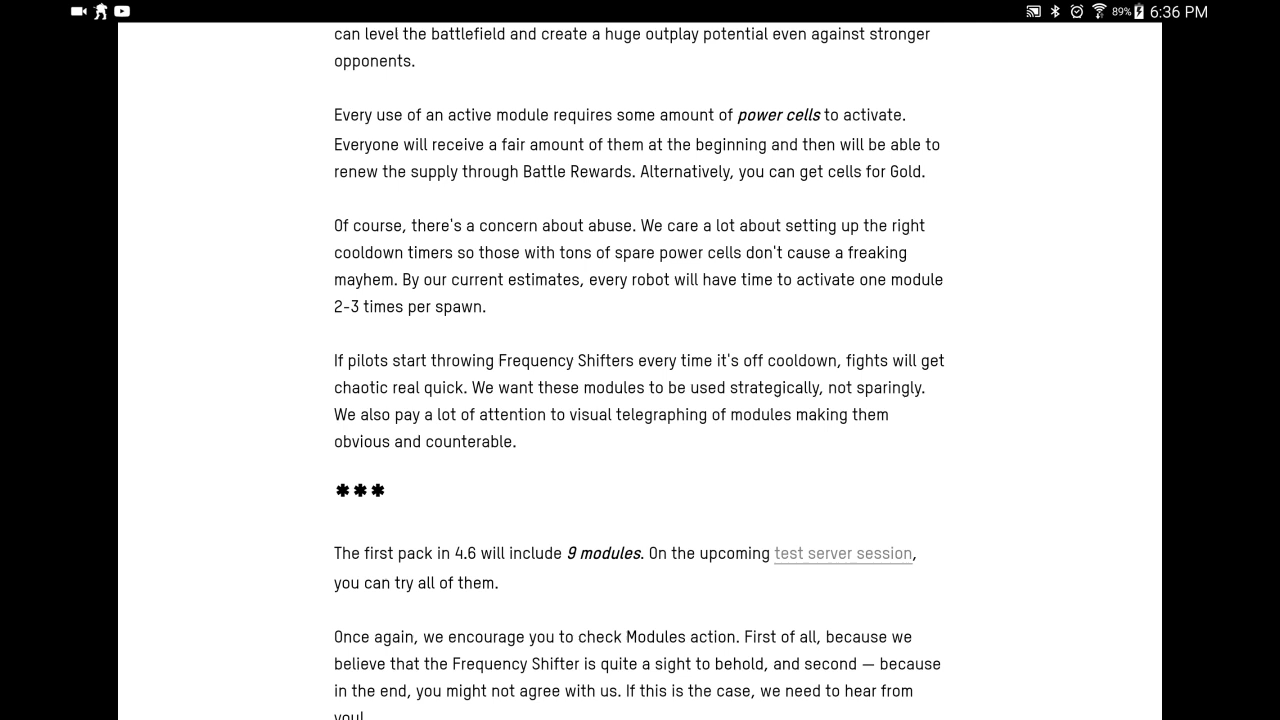 89% 6:36 PM
can level the battlefield and create a huge outplay potential even against stronger
opponents.
Every use of an active module requires some amount of power cells to activate.
Everyone will receive a fair amount of them at the beginning and then will be able to
renew the supply through Battle Rewards. Alternatively, you can get cells for Gold.
Of course, there's a concern about abuse. We care a lot about setting up the right
cooldown timers so those with tons of spare power cells don't cause a freaking
mayhem. By our current estimates, every robot will have time to activate one module
2-3 times per spawn.
If pilots start throwing Frequency Shifters every time it's off cooldown, fights will get
chaotic real quick. We want these modules to be used strategically, not sparingly.
We also pay a lot of attention to visual telegraphing of modules making them
obvious and counterable.
✱✱✱
The first pack in 4.6 will include 9 modules. On the upcoming test server session,
you can try all of them.
Once again, we encourage you to check Modules action. First of all, because we
believe that the Frequency Shifter is quite a sight to behold, and second — because
in the end, you might not agree with us. If this is the case, we need to hear from
you!